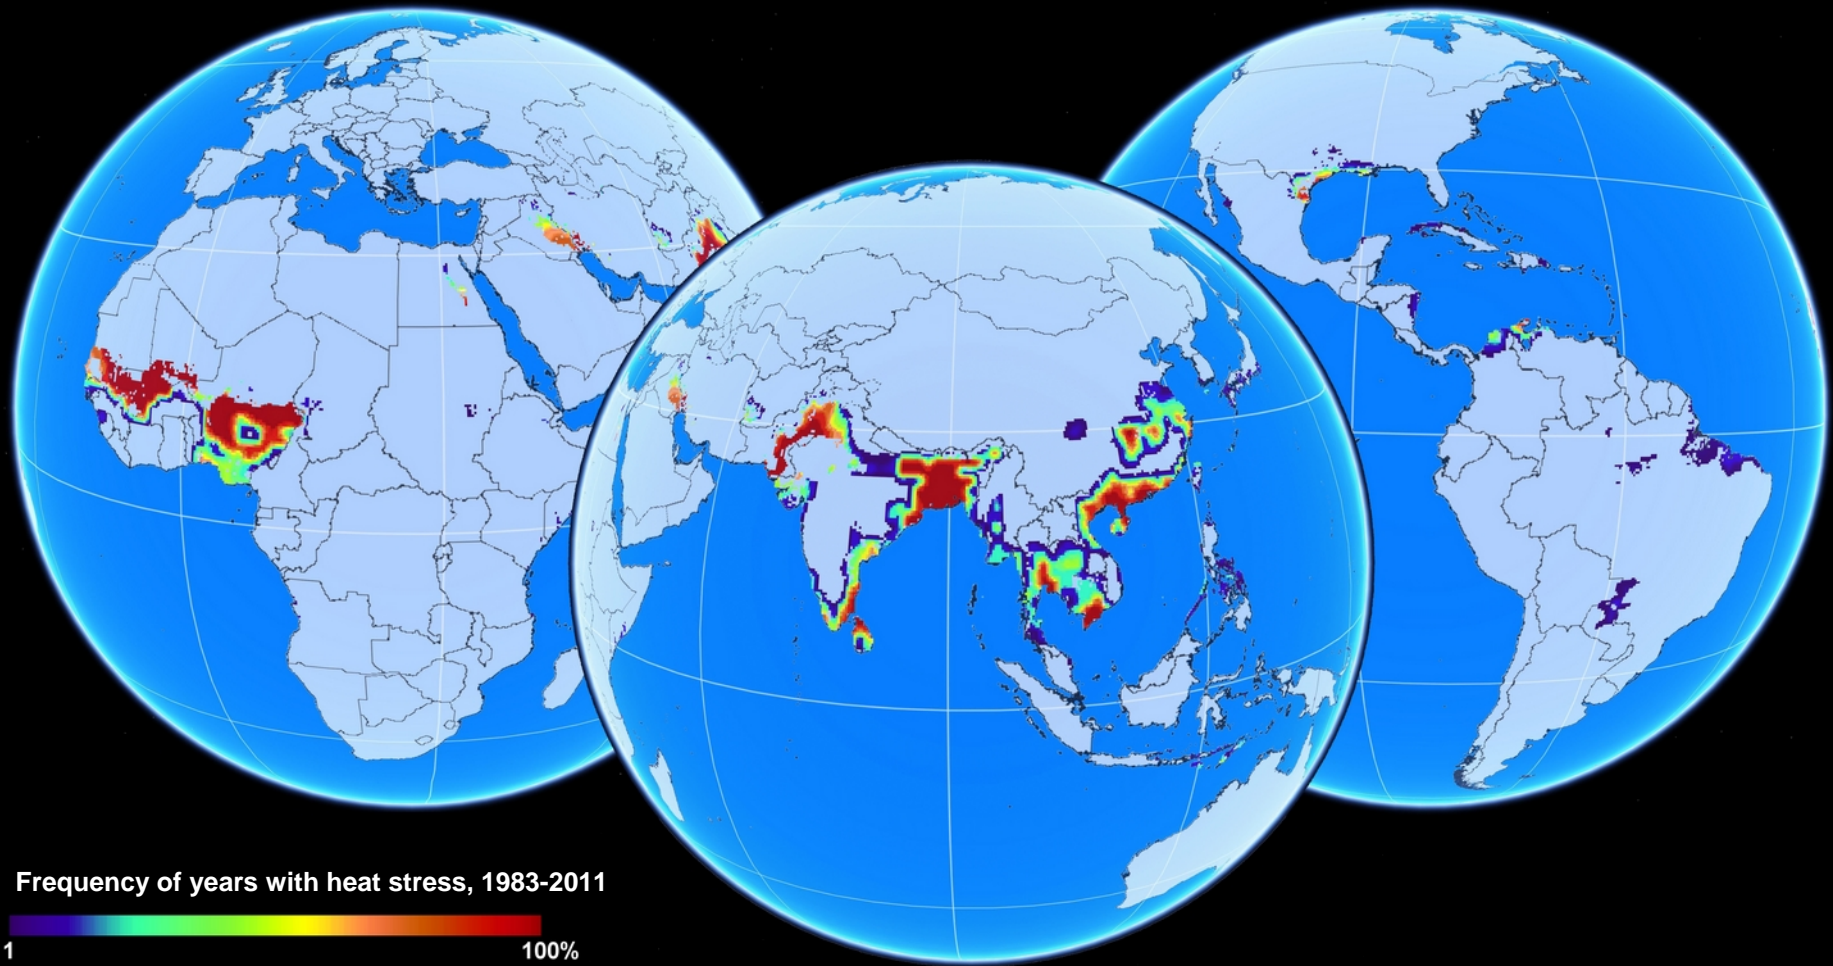 Frequency of years with heat stress, 1983-2011
1 100%